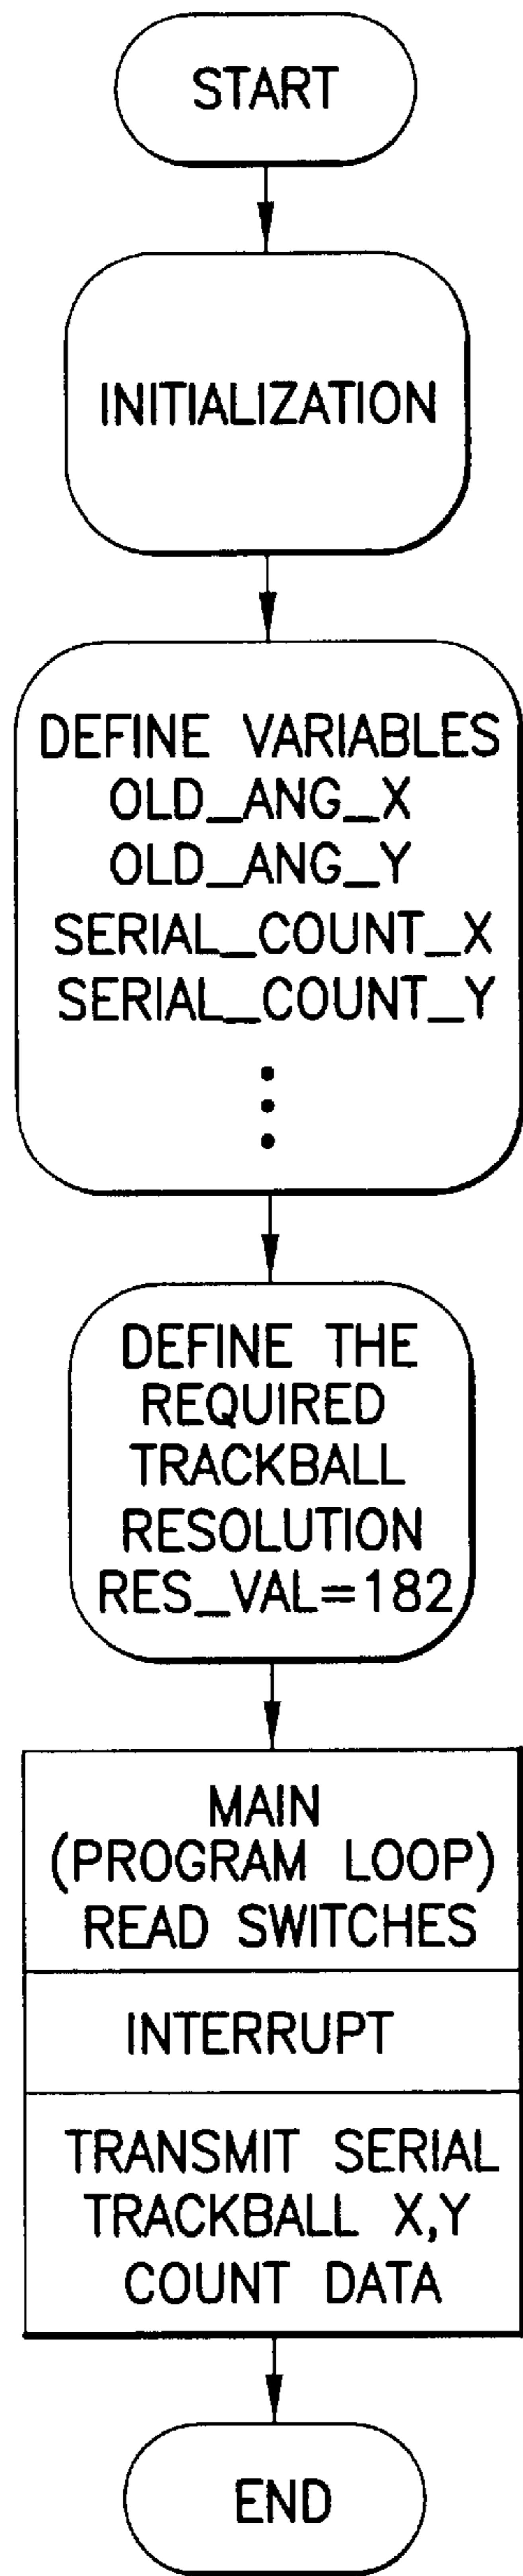 START
INITIALIZATION
DEFINE VARIABLES
OLD_ANG_X
OLD_ANG_Y
SERIAL_COUNT_X
SERIAL_COUNT_Y
DEFINE THE
REQUIRED
TRACKBALL
RESOLUTION
RES_VAL=182
MAIN
(PROGRAM LOOP)
READ SWITCHES
INTERRUPT
TRANSMIT SERIAL
TRACKBALL X,Y
COUNT DATA
END